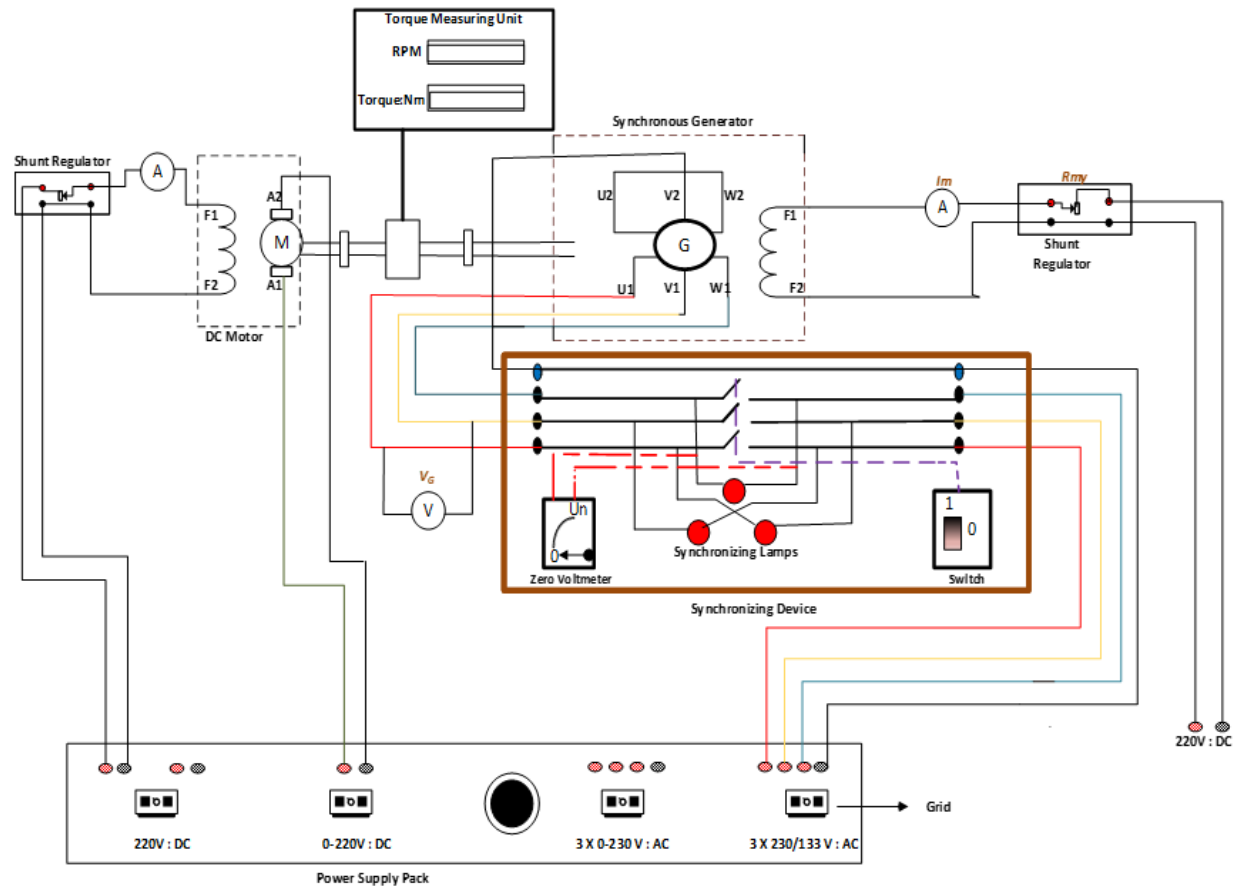 Torque Measuring Unit
RPM
Torque:Nm
Synchronous Generator
Shunt Regulator
A
A2
F1
M
F2
A1
DC Motor
U2
V2
W2
G
U1
V1
W1
F1
F2
Im
A
Rmy
Shunt
Regulator
VG
V
Un
0
Zero Voltmeter
Synchronizing Lamps
1
0
Switch
Synchronizing Device
220V : DC
Grid
220V : DC
0-220V : DC
3 X 0-230 V : AC
3 X 230/133 V : AC
Power Supply Pack